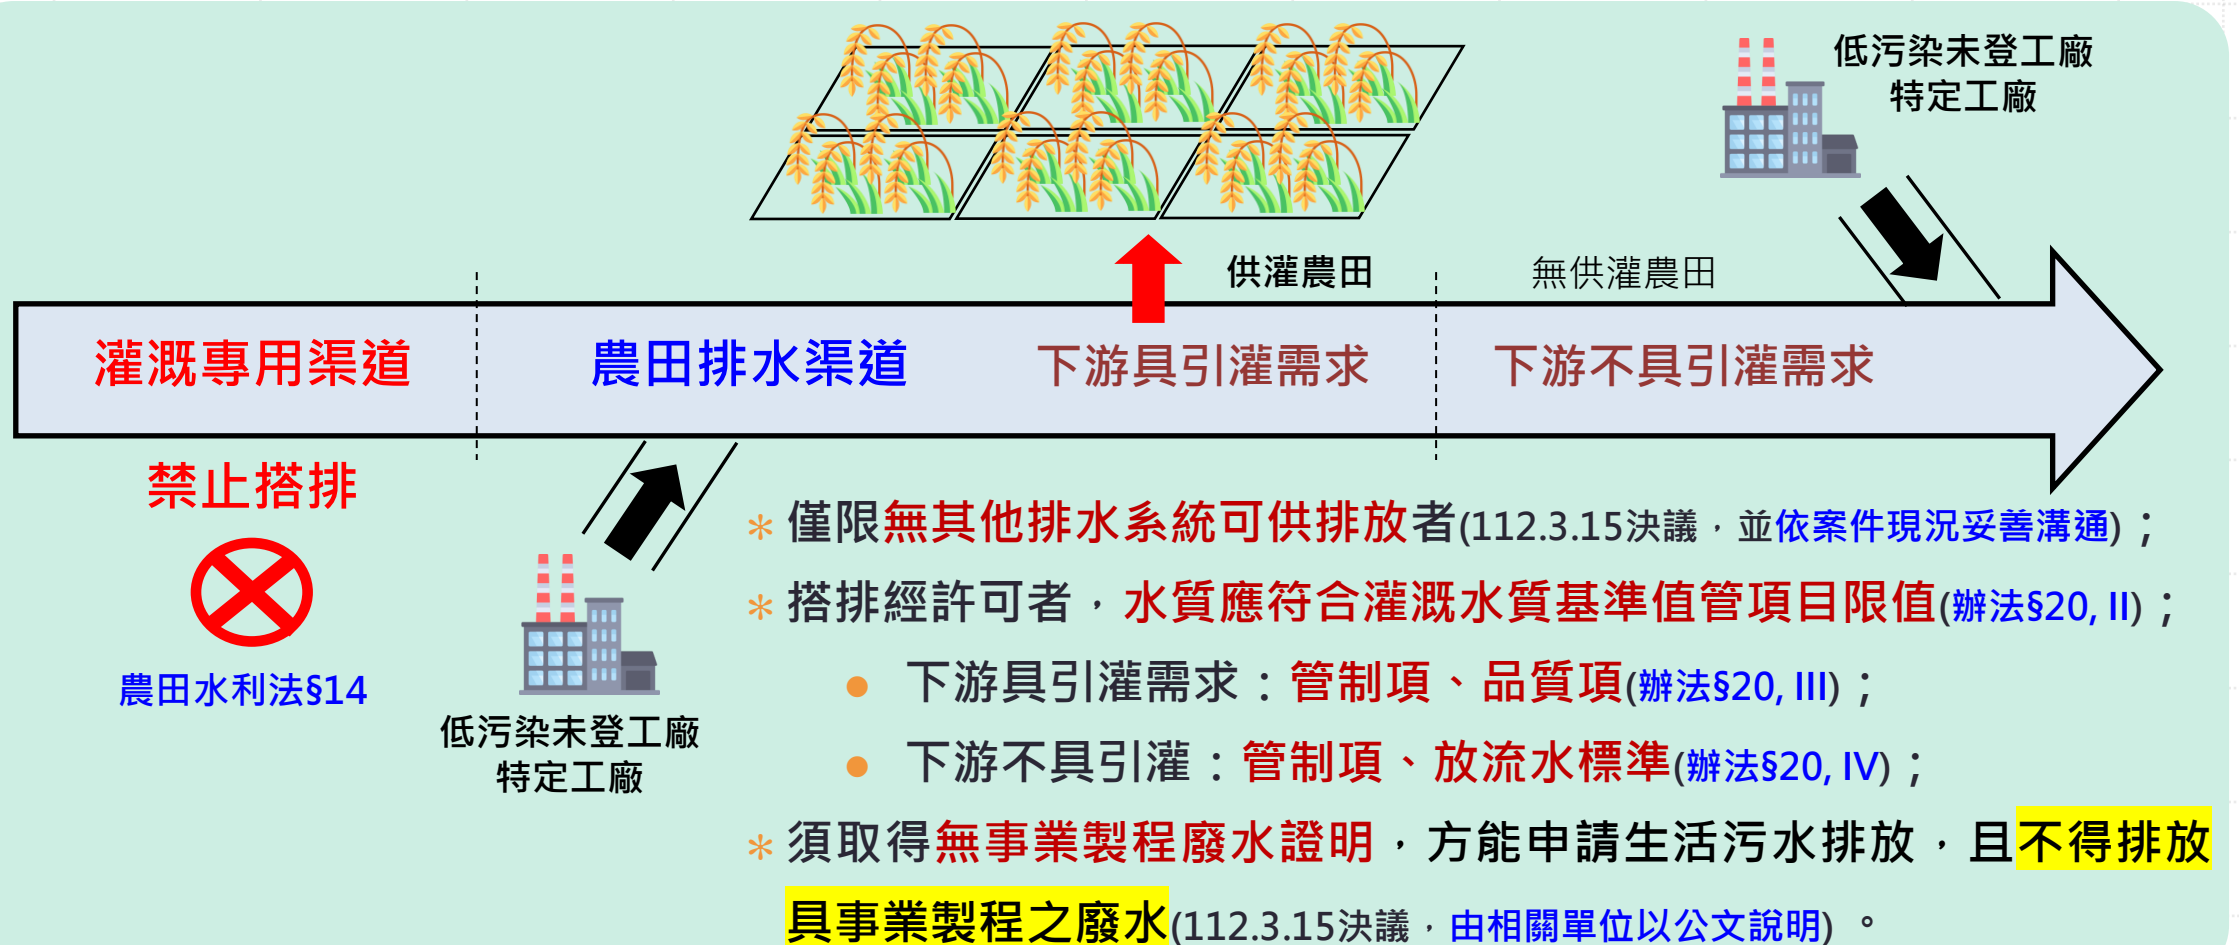 低污染未登工廠
特定工廠
供灌農田
無供灌農田
灌溉專用渠道
農田排水渠道
下游具引灌需求
下游不具引灌需求
禁止搭排
農田水利法§14
低污染未登工廠
特定工廠
＊僅限無其他排水系統可供排放者(112.3.15決議，並依案件現況妥善溝通)；
＊搭排經許可者，水質應符合灌溉水質基準值管項目限值(辦法§20, II)；
● 下游具引灌需求：管制項、品質項(辦法§20, III)；
● 下游不具引灌：管制項、放流水標準(辦法§20, IV)；
＊須取得無事業製程廢水證明，方能申請生活污水排放，且不得排放
具事業製程之廢水(112.3.15決議，由相關單位以公文說明) 。